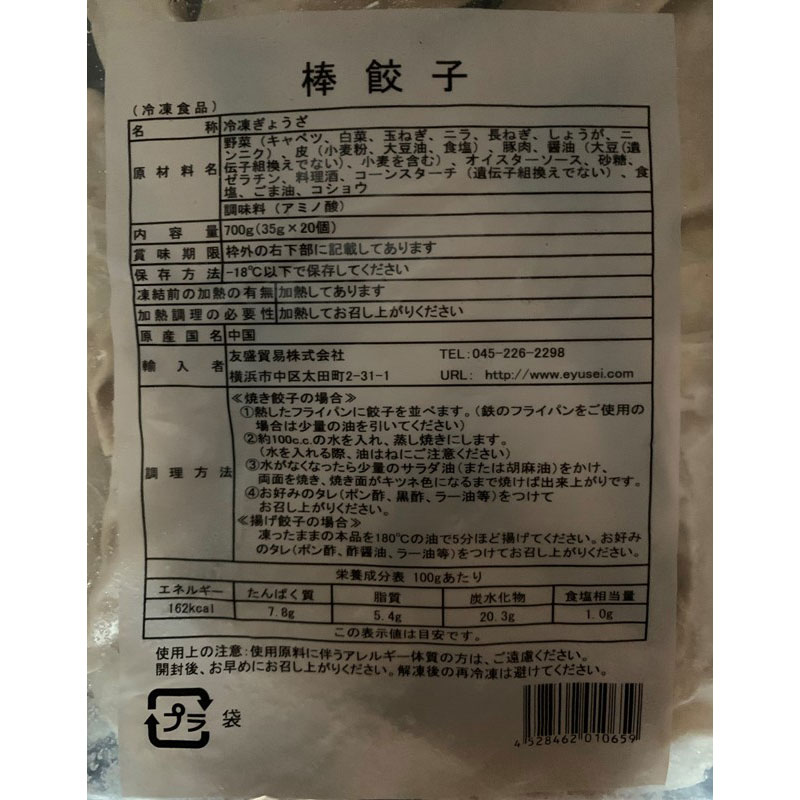 棒餃子
(冷凍食品)
名称 冷凍ぎょうざ
原材料名 野菜(キャベツ、白菜、玉ねぎ、ニラ、長ねぎ、しょうが、ニ
ンニク)、皮(小麦粉、大豆油、食塩)、豚肉、醤油(大豆(遺
伝子組換えでない)、小麦を含む)、オイスターソース、砂糖、
ゼラチン、料理酒、コーンスターチ(遺伝子組換えでない)、食
塩、ごま油、コショウ
調味料(アミノ酸)
内容量 700g(35g×20個)
賞味期限 枠外の右下部に記載してあります
保存方法 -18℃以下で保存してください
凍結前の加熱の有無 加熱してあります
加熱調理の必要性 加熱してお召し上がりください
原産国名 中国
輸入者 友盛貿易株式会社 TEL:045-226-2298
横浜市中区太田町2-31-1 URL: http://www.eyusei.com
調理方法 ≪焼き餃子の場合≫
①熱したフライパンに餃子を並べます。(鉄のフライパンをご使用の
場合は少量の油を引いてください)
②約100c.c.の水を入れ、蒸し焼きにします。
(水を入れる際、油はねにご注意ください)
③水がなくなったら少量のサラダ油(または胡麻油)をかけ、
両面を焼き、焼き面がキツネ色になるまで焼けば出来上がりです。
④お好みのタレ(ポン酢、黒酢、ラー油等)をつけて
お召し上がりください。
≪揚げ餃子の場合≫
凍ったままの本品を180℃の油で5分ほど揚げてください。お好み
のタレ(ポン酢、酢醤油、ラー油等)をつけてお召し上がりください。
栄養成分表 100gあたり
エネルギー たんぱく質 脂質 炭水化物 食塩相当量
162kcal 7.8g 5.4g 20.3g 1.0g
この表示値は目安です。
使用上の注意:使用原料に伴うアレルギー体質の方は、ご遠慮ください。
開封後、お早めにお召し上がりください。解凍後の再冷凍は避けてください。
プラ 袋
4528462010659